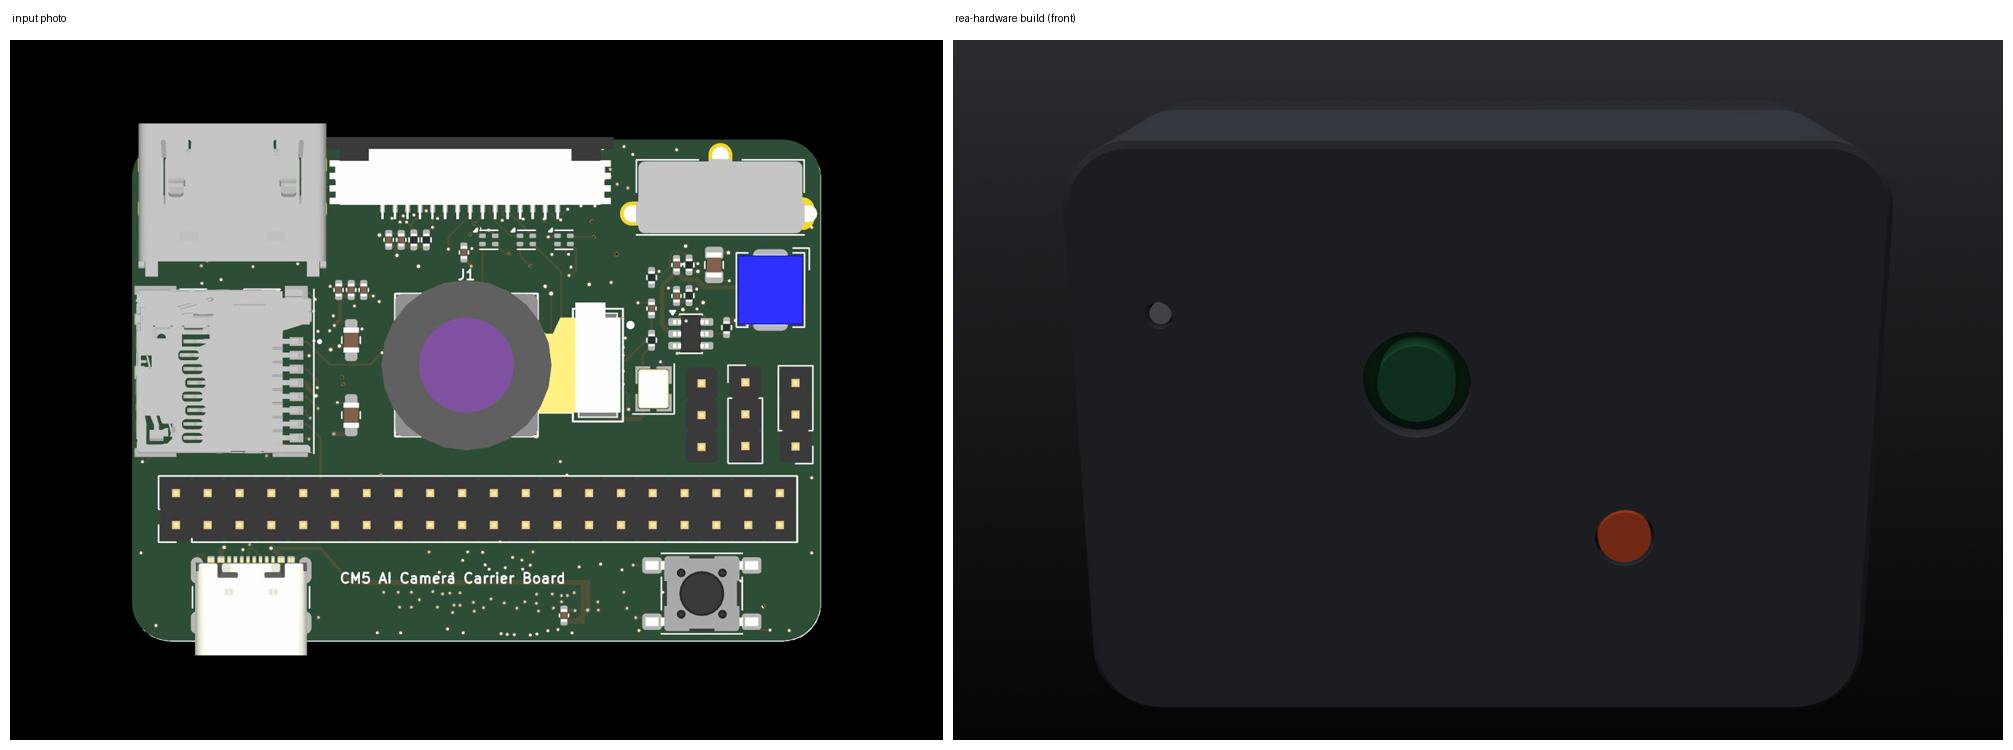 input photo
rea-hardware build (front)
J1
CM5 AI Camera Carrier Board